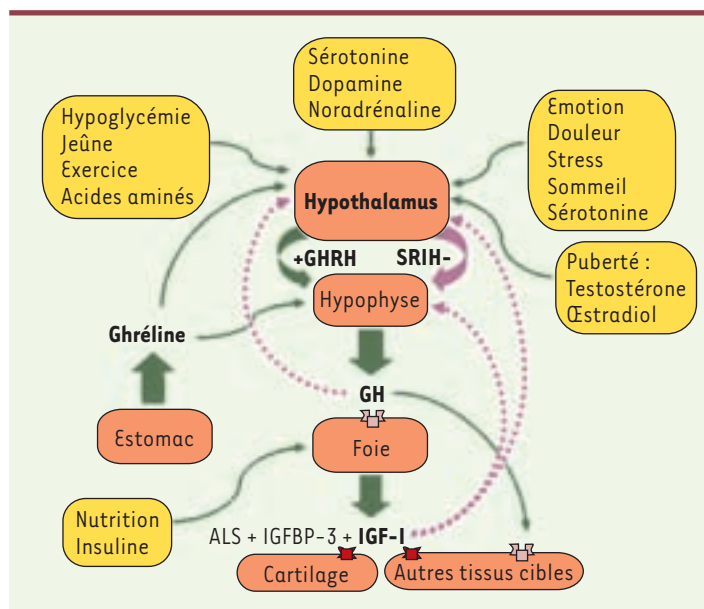 Sérotonine
Dopamine
Noradrénaline
Hypoglycémie
Jeûne
Exercice
Acides aminés
Emotion
Douleur
Stress
Sommeil
Sérotonine
Hypothalamus
+GHRH
SRIH-
Puberté :
Testostérone
Œstradiol
Hypophyse
Ghréline
GH
Estomac
Foie
Nutrition
Insuline
ALS + IGFBP-3 + IGF-I
Cartilage
Autres tissus cibles